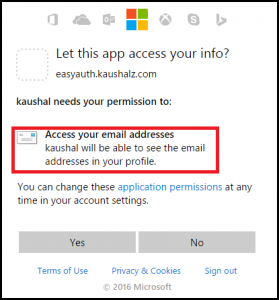 Let this app access your info?
easyauth.kaushalz.com
kaushal needs your permission to:
Access your email addresses
kaushal will be able to see the email
addresses in your profile.
You can change these application permissions at any
time in your account settings.
Yes No
Terms of Use Privacy & Cookies Sign out
© 2016 Microsoft